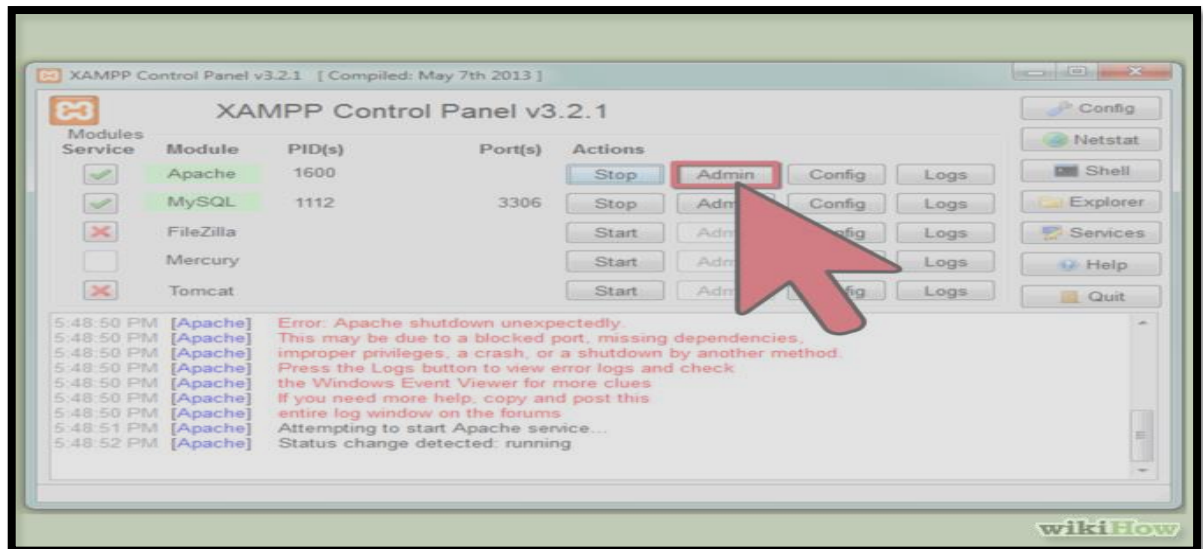 XAMPP Control Panel v3.2.1 [ Compiled: May 7th 2013 ]
XAMPP Control Panel v3.2.1
Config
Modules
Service Module PID(s) Port(s) Actions
Netstat
Apache 1600 Stop Admin Config Logs
Shell
MySQL 1112 3306 Stop Config Logs
Explorer
FileZilla Start Logs
Services
Mercury Start Logs
Help
Tomcat Start Logs
Quit
5:48:50 PM [Apache] Error: Apache shutdown unexpectedly.
5:48:50 PM [Apache] This may be due to a blocked port, missing dependencies,
5:48:50 PM [Apache] improper privileges, a crash, or a shutdown by another method.
5:48:50 PM [Apache] Press the Logs button to view error logs and check
5:48:50 PM [Apache] the Windows Event Viewer for more clues
5:48:50 PM [Apache] If you need more help, copy and post this
5:48:50 PM [Apache] entire log window on the forums
5:48:51 PM [Apache] Attempting to start Apache service...
5:48:52 PM [Apache] Status change detected: running
wikiHow